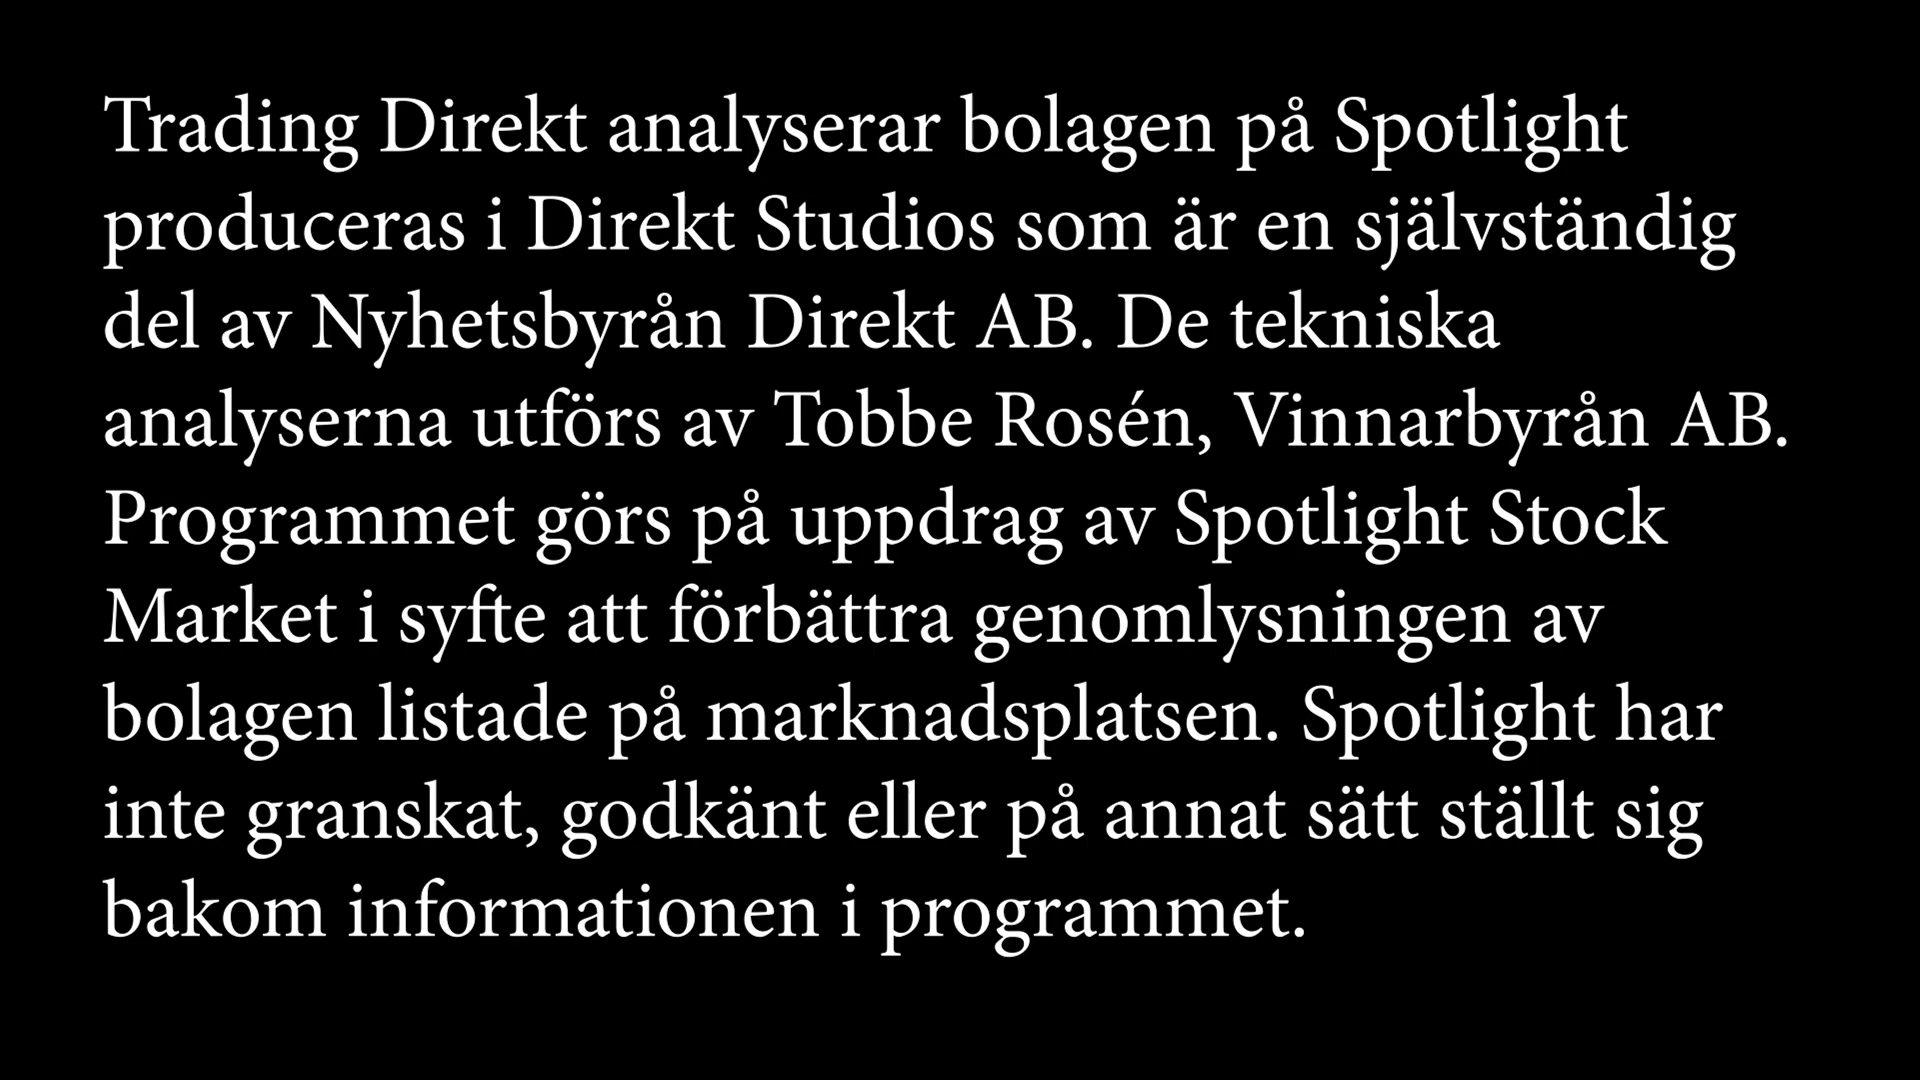 Trading Direkt analyserar bolagen på Spotlight
produceras i Direkt Studios som är en självständig
del av Nyhetsbyrån Direkt AB. De tekniska
analyserna utförs av Tobbe Rosén, Vinnarbyrån AB.
Programmet görs på uppdrag av Spotlight Stock
Market i syfte att förbättra genomlysningen av
bolagen listade på marknadsplatsen. Spotlight har
inte granskat, godkänt eller på annat sätt ställt sig
bakom informationen i programmet.